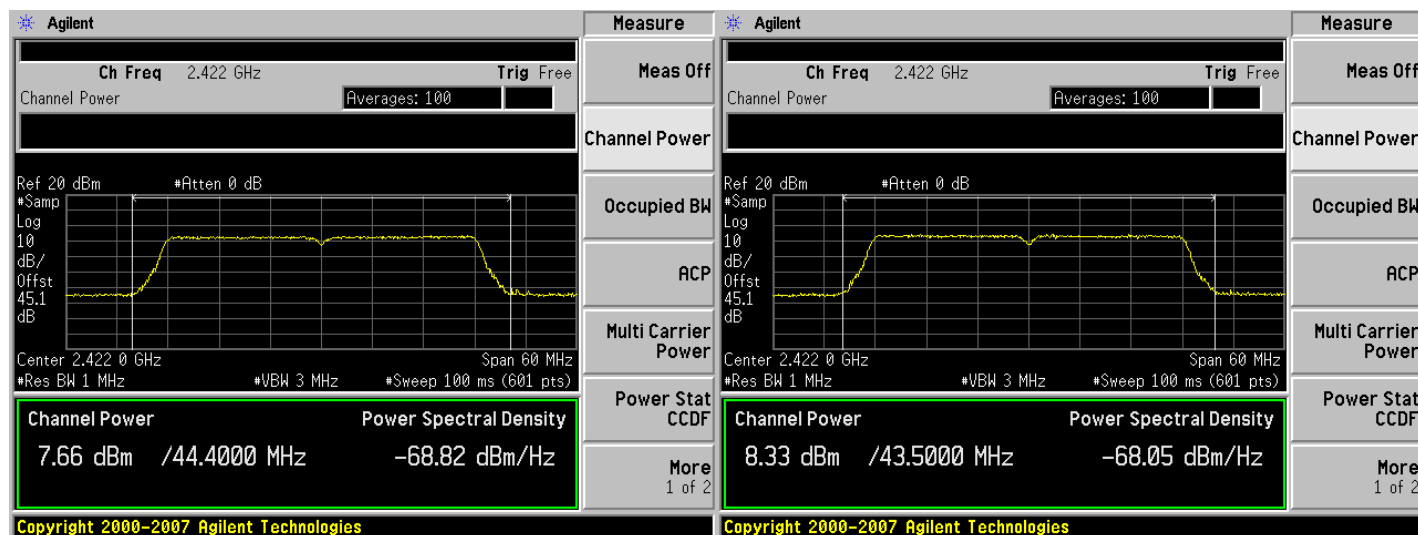 Agilent
Measure
Ch Freq 2.422 GHz
Trig Free
Meas Off
Channel Power
Averages: 100
Channel Power
Ref 20 dBm
#Atten 0 dB
#Samp
Log
10
dB/
Offst
45.1
dB
Occupied BW
ACP
Multi Carrier
Power
Center 2.422 0 GHz
Span 60 MHz
#Res BW 1 MHz
#VBW 3 MHz
#Sweep 100 ms (601 pts)
Power Stat
CCDF
Channel Power
Power Spectral Density
7.66 dBm /44.4000 MHz
-68.82 dBm/Hz
More
1 of 2
Copyright 2000-2007 Agilent Technologies
Agilent
Measure
Ch Freq 2.422 GHz
Trig Free
Meas Off
Channel Power
Averages: 100
Channel Power
Ref 20 dBm
#Atten 0 dB
#Samp
Log
10
dB/
Offst
45.1
dB
Occupied BW
ACP
Multi Carrier
Power
Center 2.422 0 GHz
Span 60 MHz
#Res BW 1 MHz
#VBW 3 MHz
#Sweep 100 ms (601 pts)
Power Stat
CCDF
Channel Power
Power Spectral Density
8.33 dBm /43.5000 MHz
-68.05 dBm/Hz
More
1 of 2
Copyright 2000-2007 Agilent Technologies